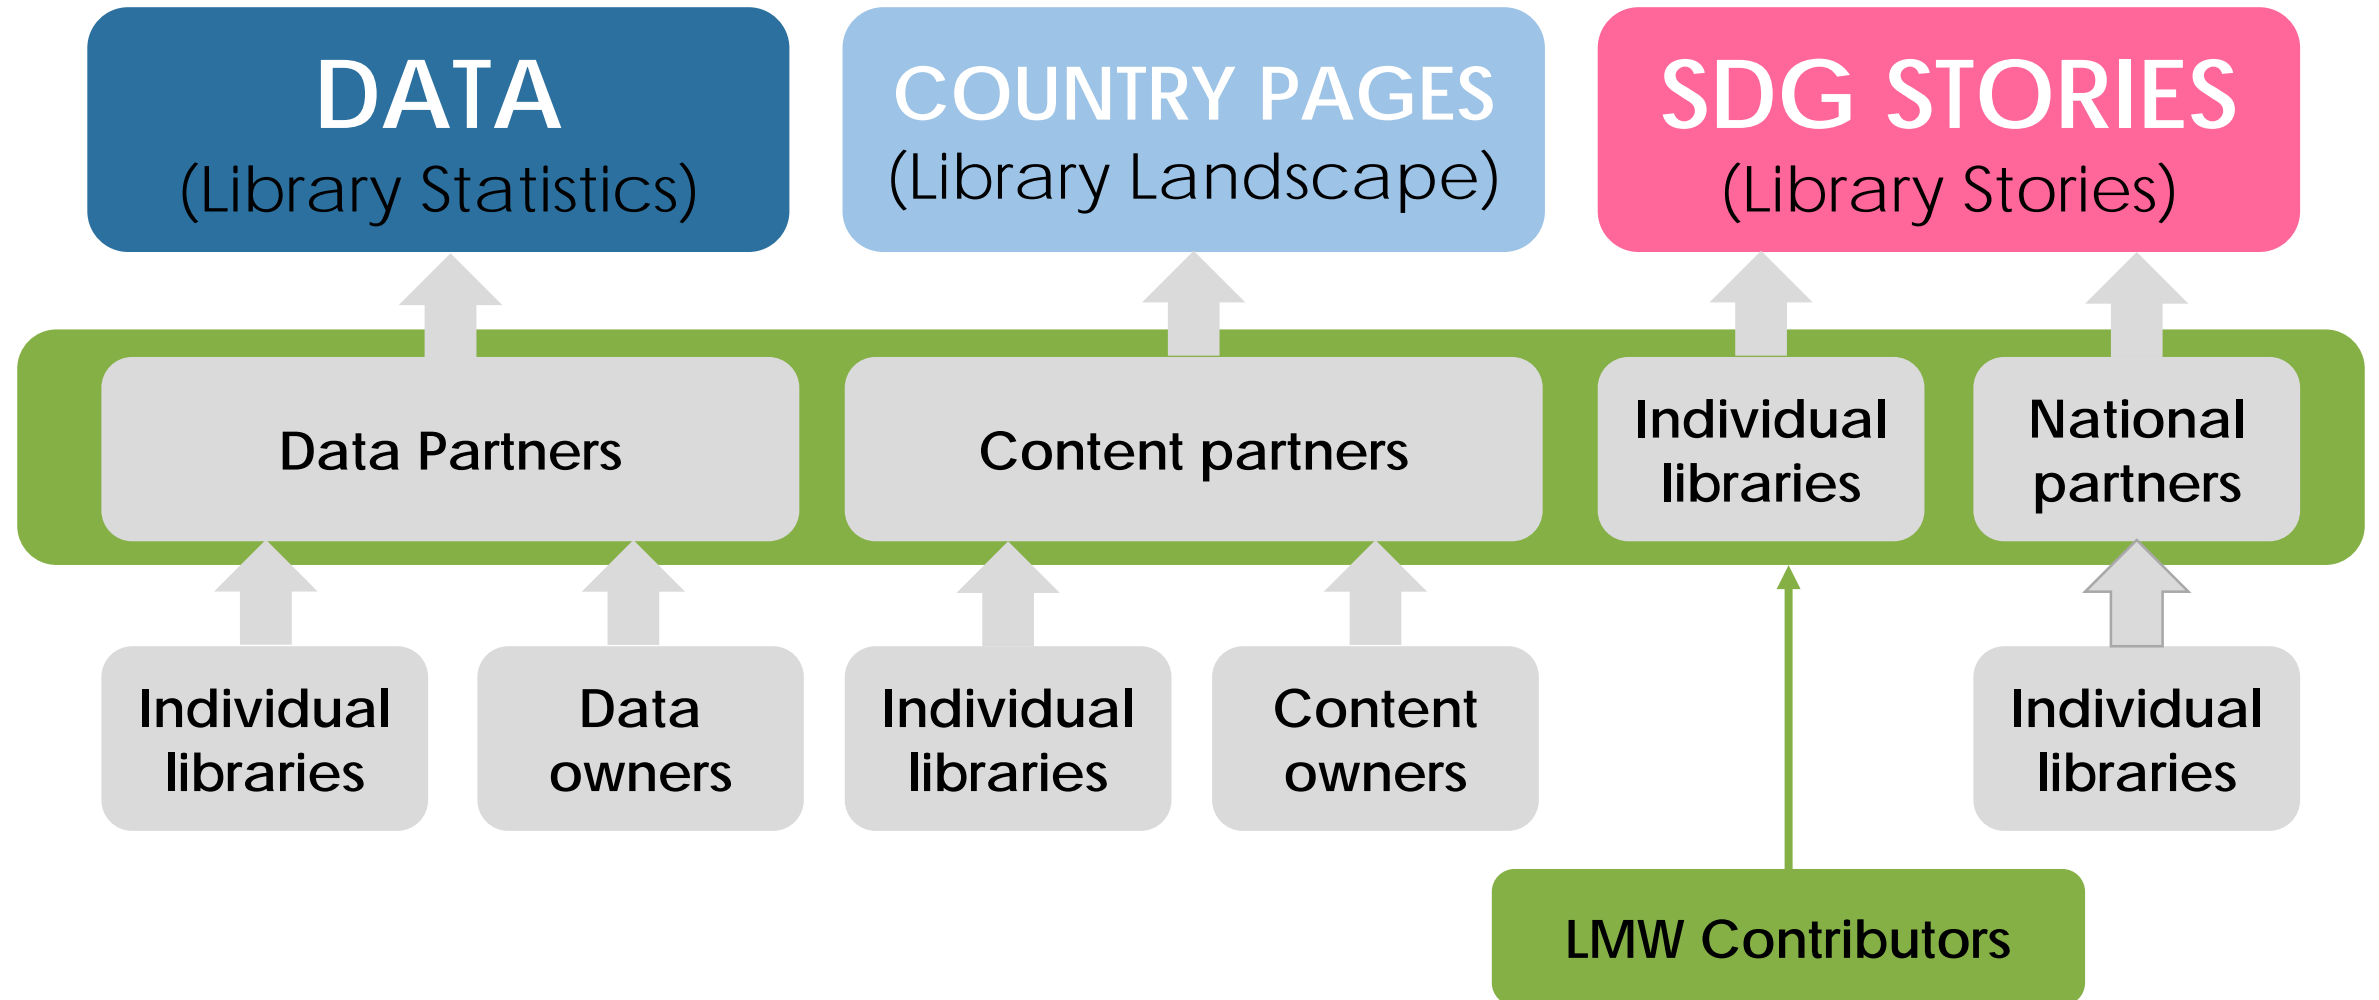 DATA
(Library Statistics)
COUNTRY PAGES
(Library Landscape)
SDG STORIES
(Library Stories)
Data Partners
Content partners
Individual
libraries
National
partners
Individual
libraries
Data
owners
Individual
libraries
Content
owners
Individual
libraries
LMW Contributors